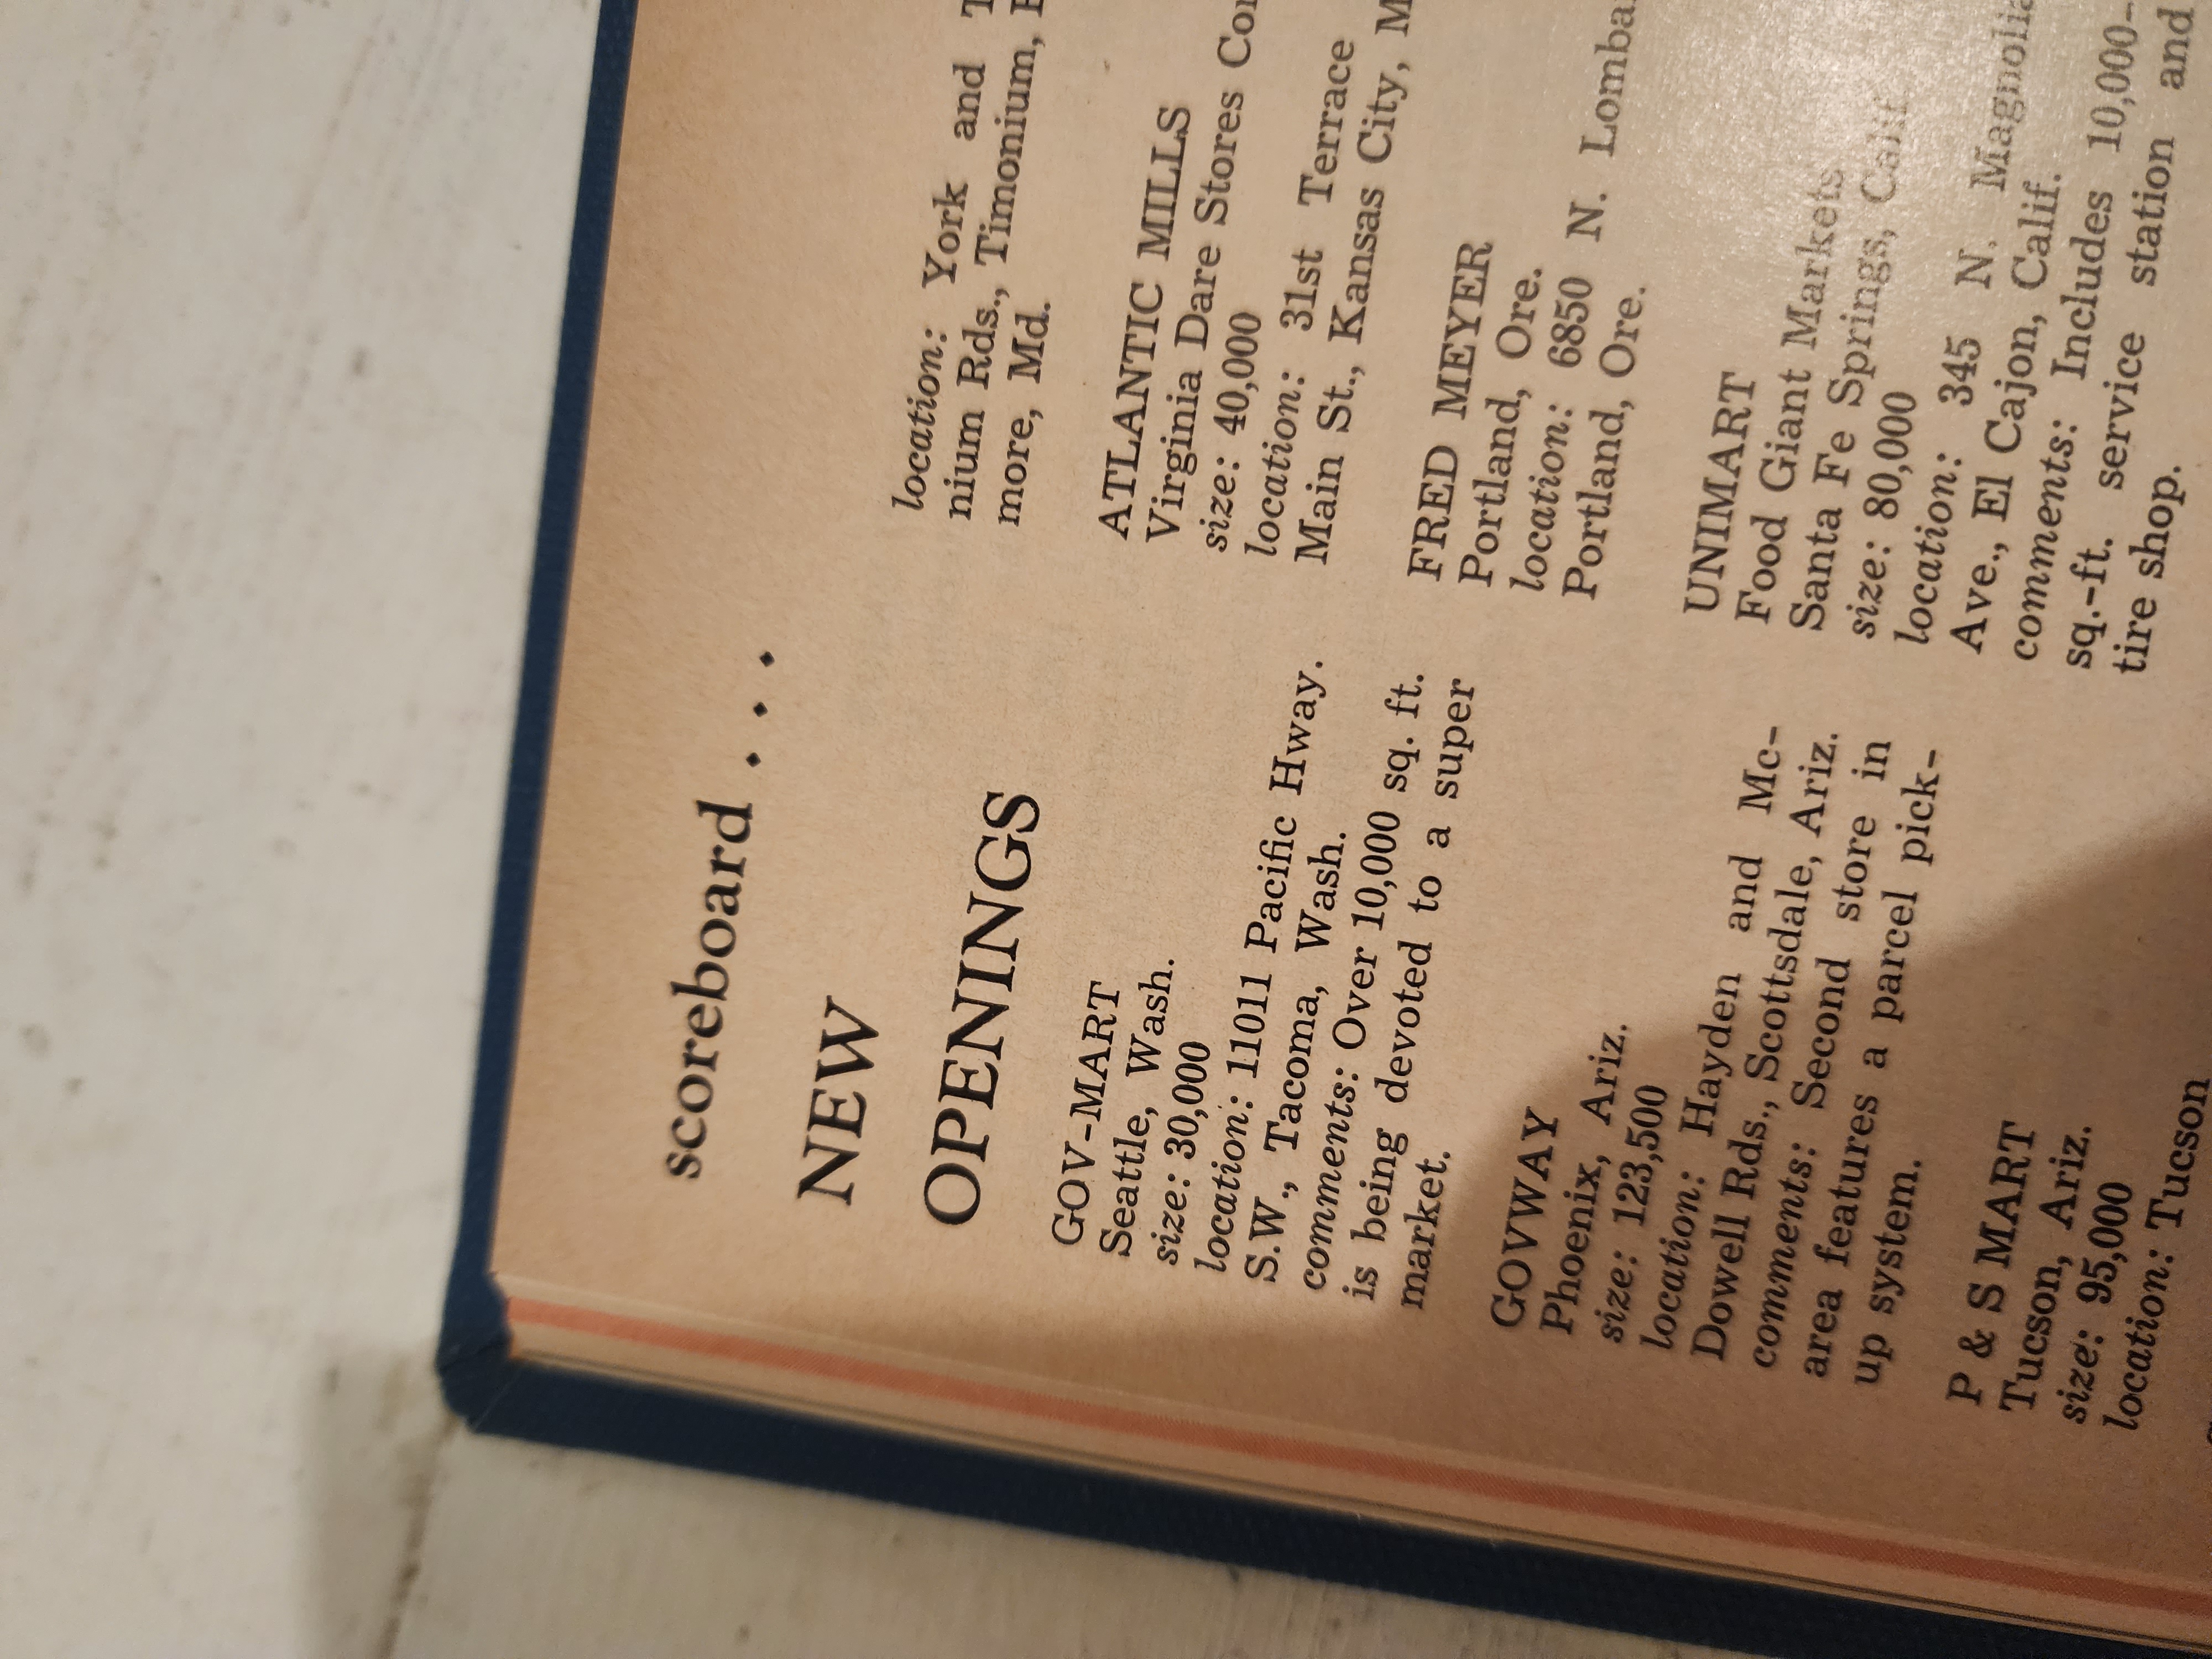 scoreboard . . .
NEW
OPENINGS
GOV-MART
Seattle, Wash.
size: 30,000
location: 11011 Pacific Hway.
S.W., Tacoma, Wash.
comments: Over 10,000 sq. ft.
is being devoted to a super
market.
GOVWAY
Phoenix, Ariz.
size: 123,500
location: Hayden and Mc-
Dowell Rds., Scottsdale, Ariz.
comments: Second store in
area features a parcel pick-
up system.
P & S MART
Tucson, Ariz.
size: 95,000
location: Tucson
location: York and
nium Rds., Timonium,
more, Md.
ATLANTIC MILLS
Virginia Dare Stores
size: 40,000
location: 31st Terrace
Main St., Kansas City,
FRED MEYER
Portland, Ore.
location: 6850 N.
Portland, Ore.
UNIMART
Food Giant Markets
Santa Fe Springs, Calif.
size: 80,000
location: 345 N. Magnolia
Ave., El Cajon, Calif.
comments: Includes 10,000-
sq.-ft. service station and
tire shop.